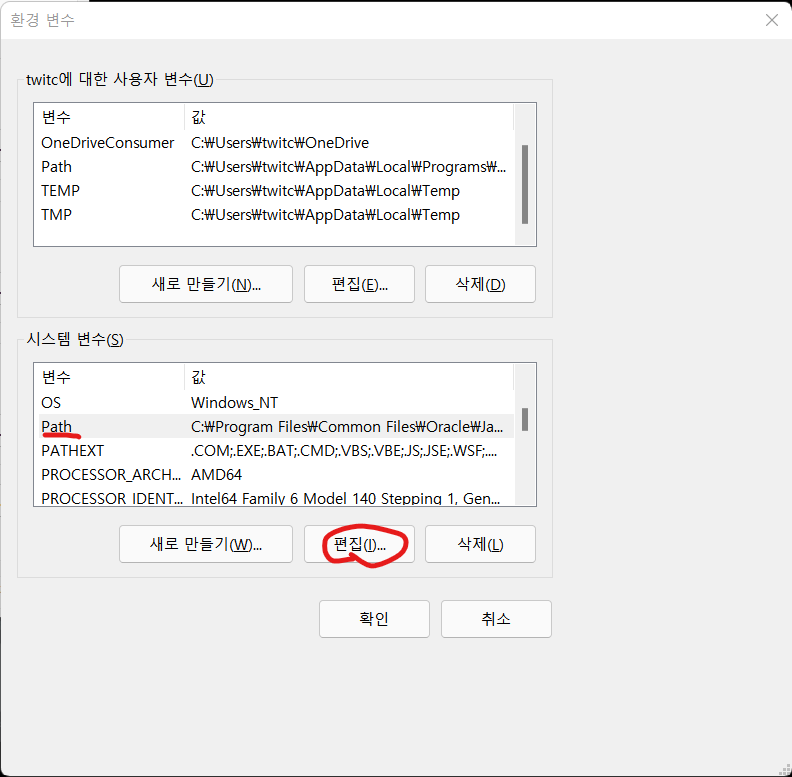 환경 변수
twitc에 대한 사용자 변수(U)
변수 값
OneDriveConsumer C:₩Users₩twitc₩OneDrive
Path C:₩Users₩twitc₩AppData₩Local₩Programs₩...
TEMP C:₩Users₩twitc₩AppData₩Local₩Temp
TMP C:₩Users₩twitc₩AppData₩Local₩Temp
새로 만들기(N)... 편집(E)... 삭제(D)
시스템 변수(S)
변수 값
OS Windows_NT
Path C:₩Program Files₩Common Files₩Oracle₩Ja...
PATHEXT .COM;.EXE;.BAT;.CMD;.VBS;.VBE;.JS;.JSE;.WSF;....
PROCESSOR_ARCH... AMD64
PROCESSOR_IDENT... Intel64 Family 6 Model 140 Stepping 1, Gen...
새로 만들기(W)... 편집(I)... 삭제(L)
확인 취소